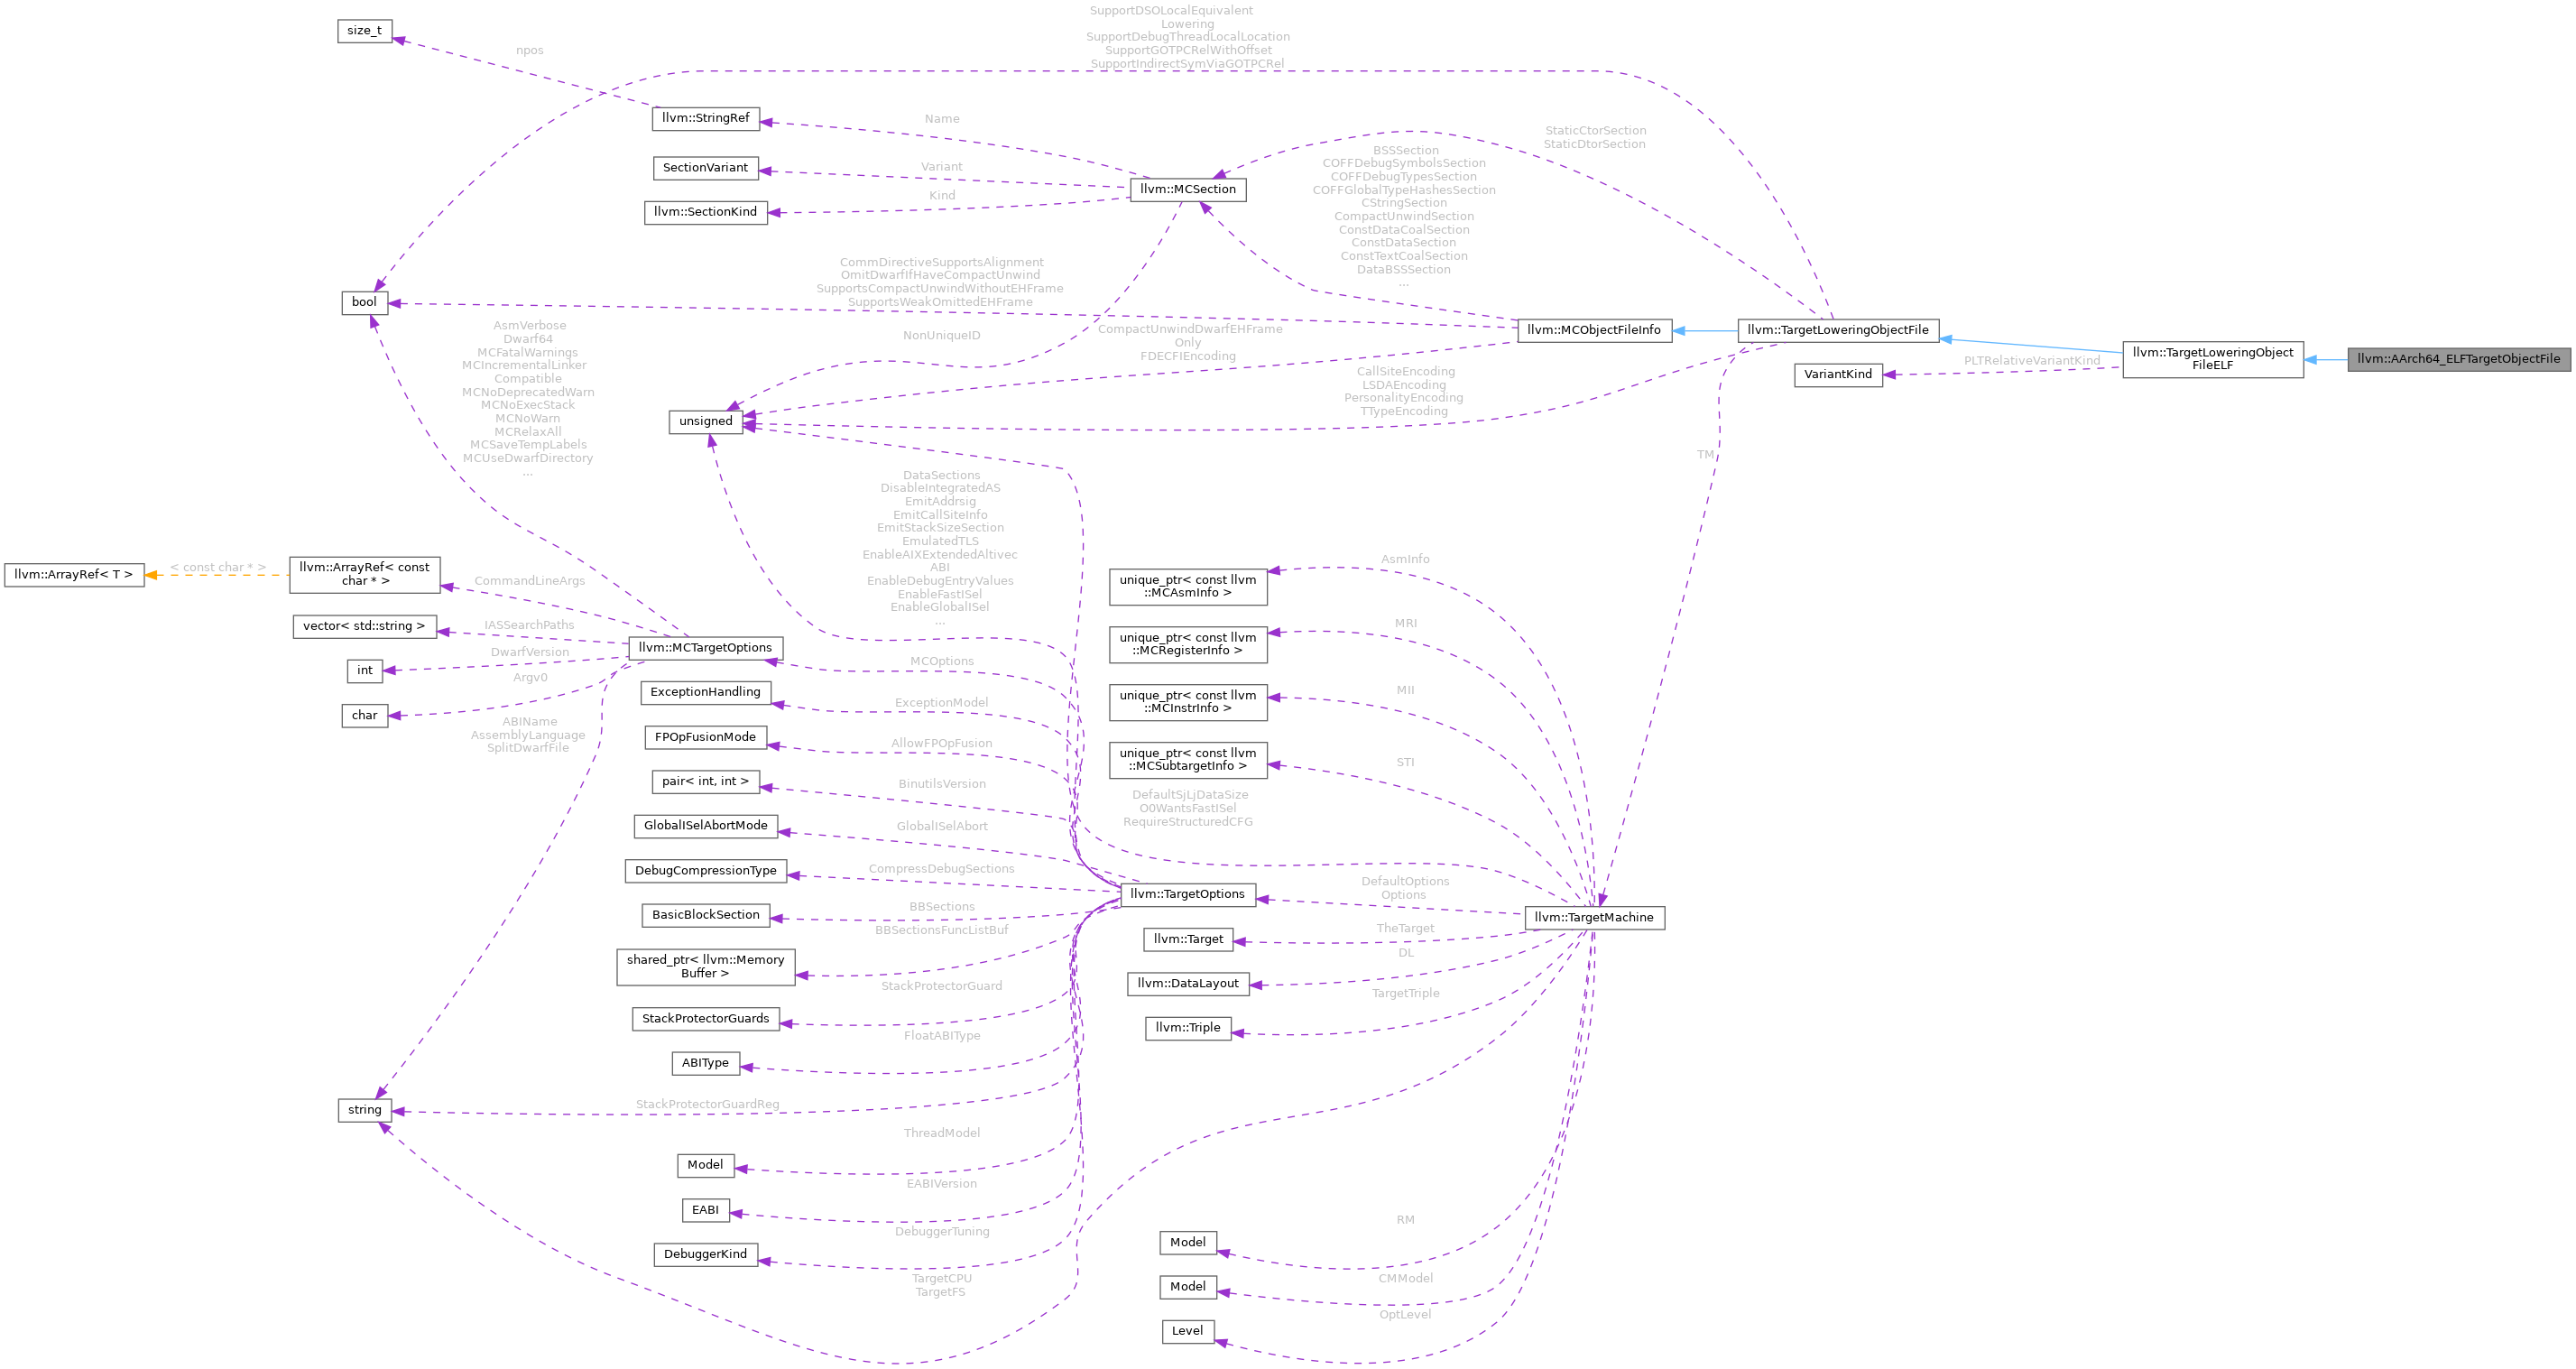 SupportDSOLocalEquivalent
Lowering
SupportDebugThreadLocalLocation
SupportGOTPCRelWithOffset
SupportIndirectSymViaGOTPCRel
size_t
npos
llvm::StringRef
Name
SectionVariant
Variant
llvm::SectionKind
Kind
llvm::MCSection
StaticCtorSection
StaticDtorSection
BSSSection
COFFDebugSymbolsSection
COFFDebugTypesSection
COFFGlobalTypeHashesSection
CStringSection
CompactUnwindSection
ConstDataCoalSection
ConstDataSection
ConstTextCoalSection
DataBSSSection
...
bool
CommDirectiveSupportsAlignment
OmitDwarfIfHaveCompactUnwind
SupportsCompactUnwindWithoutEHFrame
SupportsWeakOmittedEHFrame
NonUniqueID
CompactUnwindDwarfEHFrame
Only
FDECFIEncoding
llvm::MCObjectFileInfo
llvm::TargetLoweringObjectFile
VariantKind
PLTRelativeVariantKind
llvm::TargetLoweringObject
FileELF
llvm::AArch64_ELFTargetObjectFile
AsmVerbose
Dwarf64
MCFatalWarnings
MCIncrementalLinker
Compatible
MCNoDeprecatedWarn
MCNoExecStack
MCNoWarn
MCRelaxAll
MCSaveTempLabels
MCUseDwarfDirectory
...
unsigned
CallSiteEncoding
LSDAEncoding
PersonalityEncoding
TTypeEncoding
TM
DataSections
DisableIntegratedAS
EmitAddrsig
EmitCallSiteInfo
EmitStackSizeSection
EmulatedTLS
EnableAIXExtendedAltivec
ABI
EnableDebugEntryValues
EnableFastISel
EnableGlobalISel
...
llvm::ArrayRef< T >
< const char * >
llvm::ArrayRef< const
char * >
CommandLineArgs
vector< std::string >
IASSearchPaths
int
DwarfVersion
char
Argv0
ABIName
AssemblyLanguage
SplitDwarfFile
llvm::MCTargetOptions
MCOptions
ExceptionHandling
ExceptionModel
FPOpFusionMode
AllowFPOpFusion
pair< int, int >
BinutilsVersion
GlobalISelAbortMode
GlobalISelAbort
DebugCompressionType
CompressDebugSections
BasicBlockSection
BBSections
BBSectionsFuncListBuf
shared_ptr< llvm::Memory
Buffer >
StackProtectorGuard
StackProtectorGuards
FloatABIType
ABIType
string
StackProtectorGuardReg
ThreadModel
Model
EABIVersion
EABI
DebuggerTuning
DebuggerKind
TargetCPU
TargetFS
unique_ptr< const llvm
::MCAsmInfo >
AsmInfo
unique_ptr< const llvm
::MCRegisterInfo >
MRI
unique_ptr< const llvm
::MCInstrInfo >
MII
unique_ptr< const llvm
::MCSubtargetInfo >
STI
DefaultSjLjDataSize
O0WantsFastISel
RequireStructuredCFG
llvm::TargetOptions
DefaultOptions
Options
llvm::TargetMachine
llvm::Target
TheTarget
DL
llvm::DataLayout
TargetTriple
llvm::Triple
RM
Model
CMModel
Model
OptLevel
Level